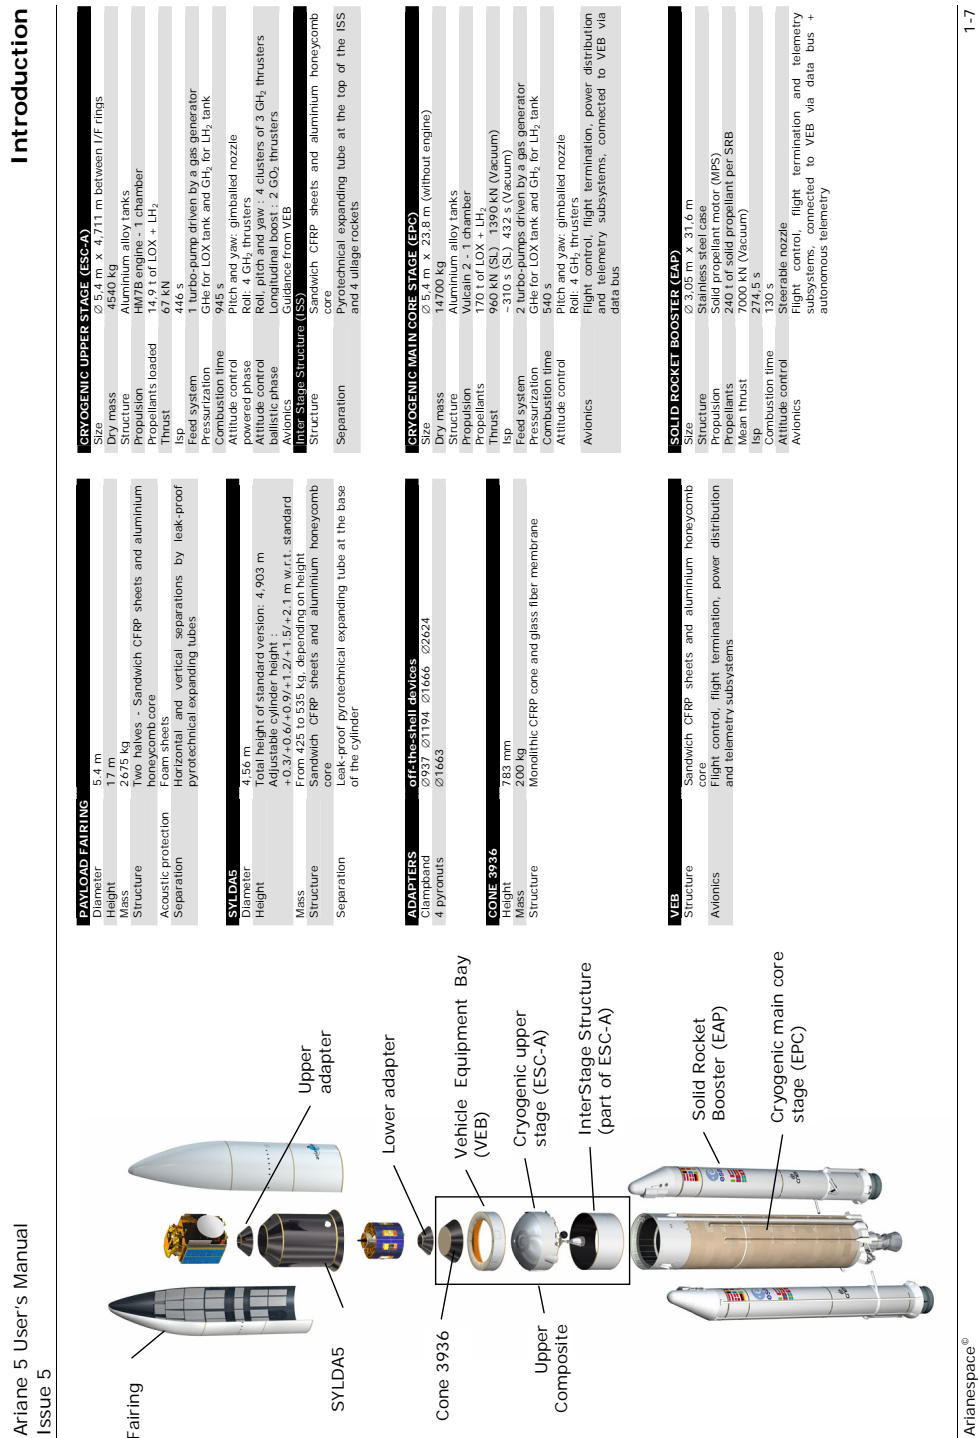 Ariane 5 User's Manual
Issue 5
Introduction
Fairing
SYLDA5
Cone 3936
Upper
Composite
Upper
adapter
Lower adapter
Vehicle Equipment Bay
(VEB)
Cryogenic upper
stage (ESC-A)
InterStage Structure
(part of ESC-A)
Solid Rocket
Booster (EAP)
Cryogenic main core
stage (EPC)
PAYLOAD FAIRING
Diameter 5.4 m
Height 17 m
Mass 2675 kg
Structure Two halves - Sandwich CFRP sheets and aluminium
honeycomb core
Acoustic protection Foam sheets
Separation Horizontal and vertical separations by leak-proof
pyrotechnical expanding tubes
SYLDA5
Diameter 4,56 m
Height Total height of standard version: 4,903 m
Adjustable cylinder height :
+0.3/+0.6/+0.9/+1.2/+1.5/+2.1 m w.r.t. standard
Mass From 425 to 535 kg, depending on height
Structure Sandwich CFRP sheets and aluminium honeycomb
core
Separation Leak-proof pyrotechnical expanding tube at the base
of the cylinder
ADAPTERS off-the-shell devices
Clampband ∅937 ∅1194 ∅1666 ∅2624
4 pyronuts ∅1663
CONE 3936
Height 783 mm
Mass 200 kg
Structure Monolithic CFRP cone and glass fiber membrane
VEB
Structure Sandwich CFRP sheets and aluminium honeycomb
core
Avionics Flight control, flight termination, power distribution
and telemetry subsystems
CRYOGENIC UPPER STAGE (ESC-A)
Size ∅ 5,4 m x 4,711 m between I/F rings
Dry mass 4540 kg
Structure Aluminium alloy tanks
Propulsion HM7B engine - 1 chamber
Propellants loaded 14,9 t of LOX + LH₂
Thrust 67 kN
Isp 446 s
Feed system 1 turbo-pump driven by a gas generator
Pressurization GHe for LOX tank and GH₂ for LH₂ tank
Combustion time 945 s
Attitude control Pitch and yaw: gimballed nozzle
powered phase Roll: 4 GH₂ thrusters
Attitude control Roll, pitch and yaw : 4 clusters of 3 GH₂ thrusters
ballistic phase Longitudinal boost : 2 GO₂ thrusters
Avionics Guidance from VEB
Inter Stage Structure (ISS)
Structure Sandwich CFRP sheets and aluminum honeycomb
core
Separation Pyrotechnical expanding tube at the top of the ISS
and 4 ullage rockets
CRYOGENIC MAIN CORE STAGE (EPC)
Size ∅ 5,4 m x 23,8 m (without engine)
Dry mass 14700 kg
Structure Aluminum alloy tanks
Propulsion Vulcain 2 - 1 chamber
Propellants 170 t of LOX + LH₂
Thrust 960 kN (SL) 1390 kN (Vacuum)
Isp ~310 s (SL) 432 s (Vacuum)
Feed system 2 turbo-pumps driven by a gas generator
Pressurization GHe for LOX tank and GH₂ for LH₂ tank
Combustion time 540 s
Attitude control Pitch and yaw: gimballed nozzle
Roll: 4 GH₂ thrusters
Avionics Flight control, flight termination, power distribution
and telemetry subsystems, connected to VEB via
data bus
SOLID ROCKET BOOSTER (EAP)
Size ∅ 3,05 m x 31,6 m
Structure Stainless steel case
Propulsion Solid propellant motor (MPS)
Propellants 240 t of solid propellant per SRB
Mean thrust 7000 kN (Vacuum)
Isp 274,5 s
Combustion time 130 s
Attitude control Steerable nozzle
Avionics Flight control, flight termination and telemetry
subsystems, connected to VEB via data bus +
autonomous telemetry
Arianespace©
1-7